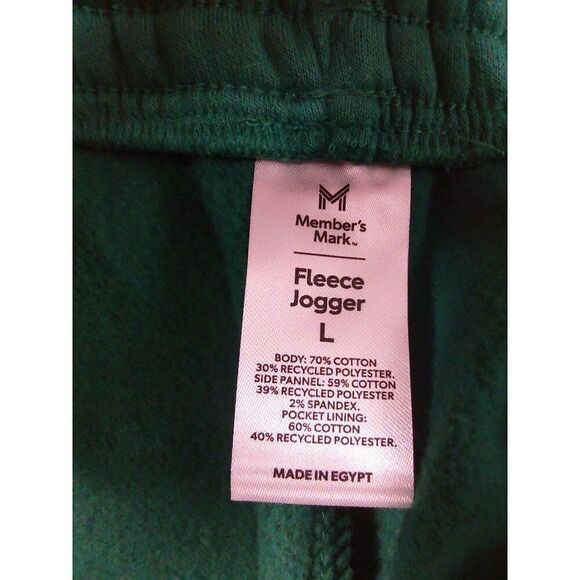 Member's
Mark™
Fleece
Jogger
L
BODY: 70% COTTON
30% RECYCLED POLYESTER.
SIDE PANNEL: 59% COTTON
39% RECYCLED POLYESTER
2% SPANDEX.
POCKET LINING:
60% COTTON
40% RECYCLED POLYESTER.
MADE IN EGYPT